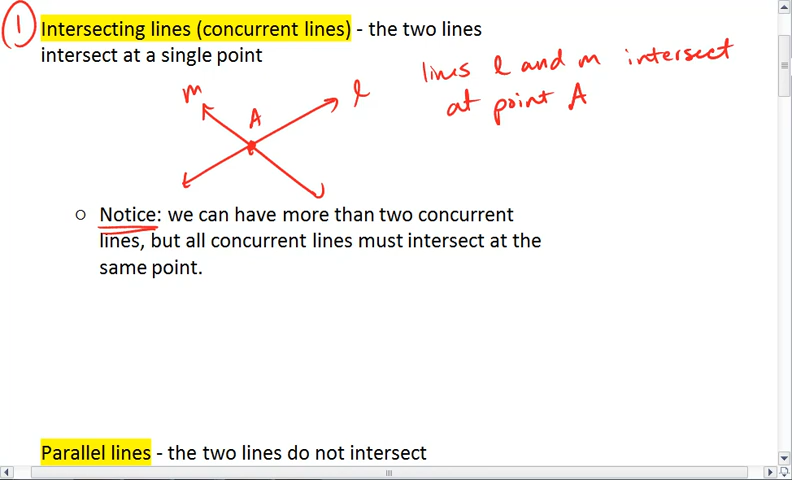 1 Intersecting lines (concurrent lines) - the two lines
intersect at a single point
lines l and m intersect
at point A
m
A
l
○ Notice: we can have more than two concurrent
lines, but all concurrent lines must intersect at the
same point.
Parallel lines - the two lines do not intersect